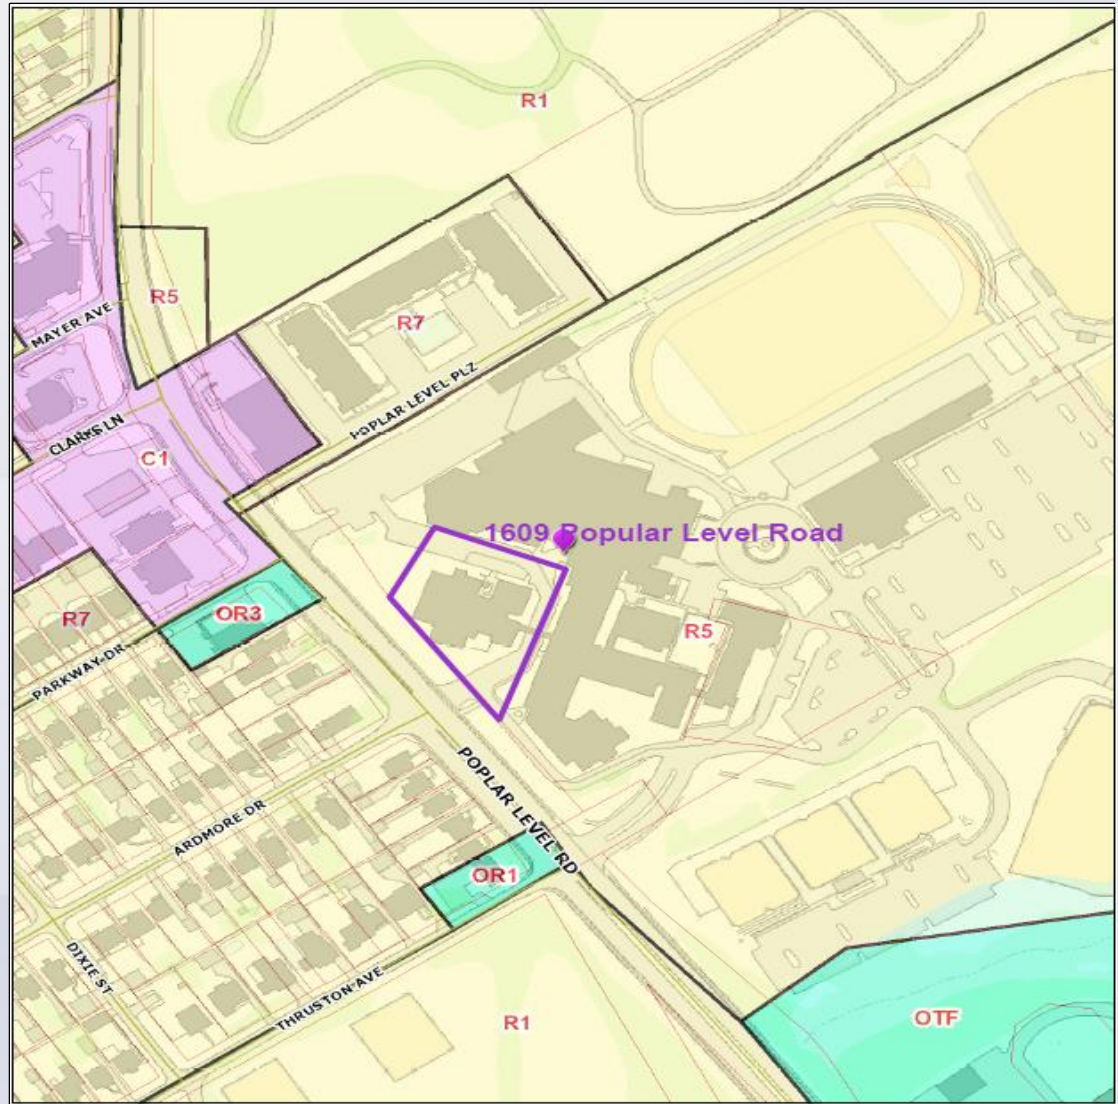 R1
R5
MAYER AVE
R7
POPLAR LEVEL PLZ
CLARKS LN
C1
1609 Popular Level Road
OR3
R7
R5
PARKWAY DR
POPLAR LEVEL RD
ARDMORE DR
OR1
DIXIE ST
THRUSTON AVE
R1
OTF